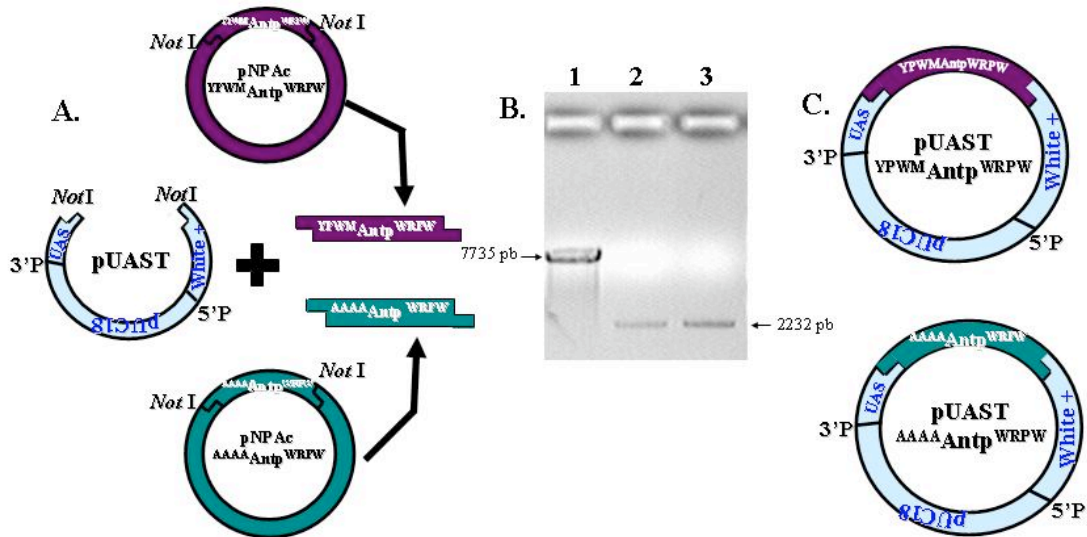 A.
Not I
YPWMAntpWRPW
Not I
pNPAc
YPWMAntpWRPW
NotI
NotI
UAS
pUAST
White +
3'P
5'P
pUC18
YPWMAntpWRPW
AAAAAntpWRPW
Not I
AAAAAntpWRPW
Not I
pNPAc
AAAAAntpWRPW
B.
1 2 3
7735 pb
2232 pb
C.
YPWMAntpWRPW
UAS
pUAST
YPWMAntpWRPW
White +
3'P
5'P
pUC18
AAAAAntpWRPW
UAS
pUAST
AAAAAntpWRPW
White +
3'P
5'P
pUC18